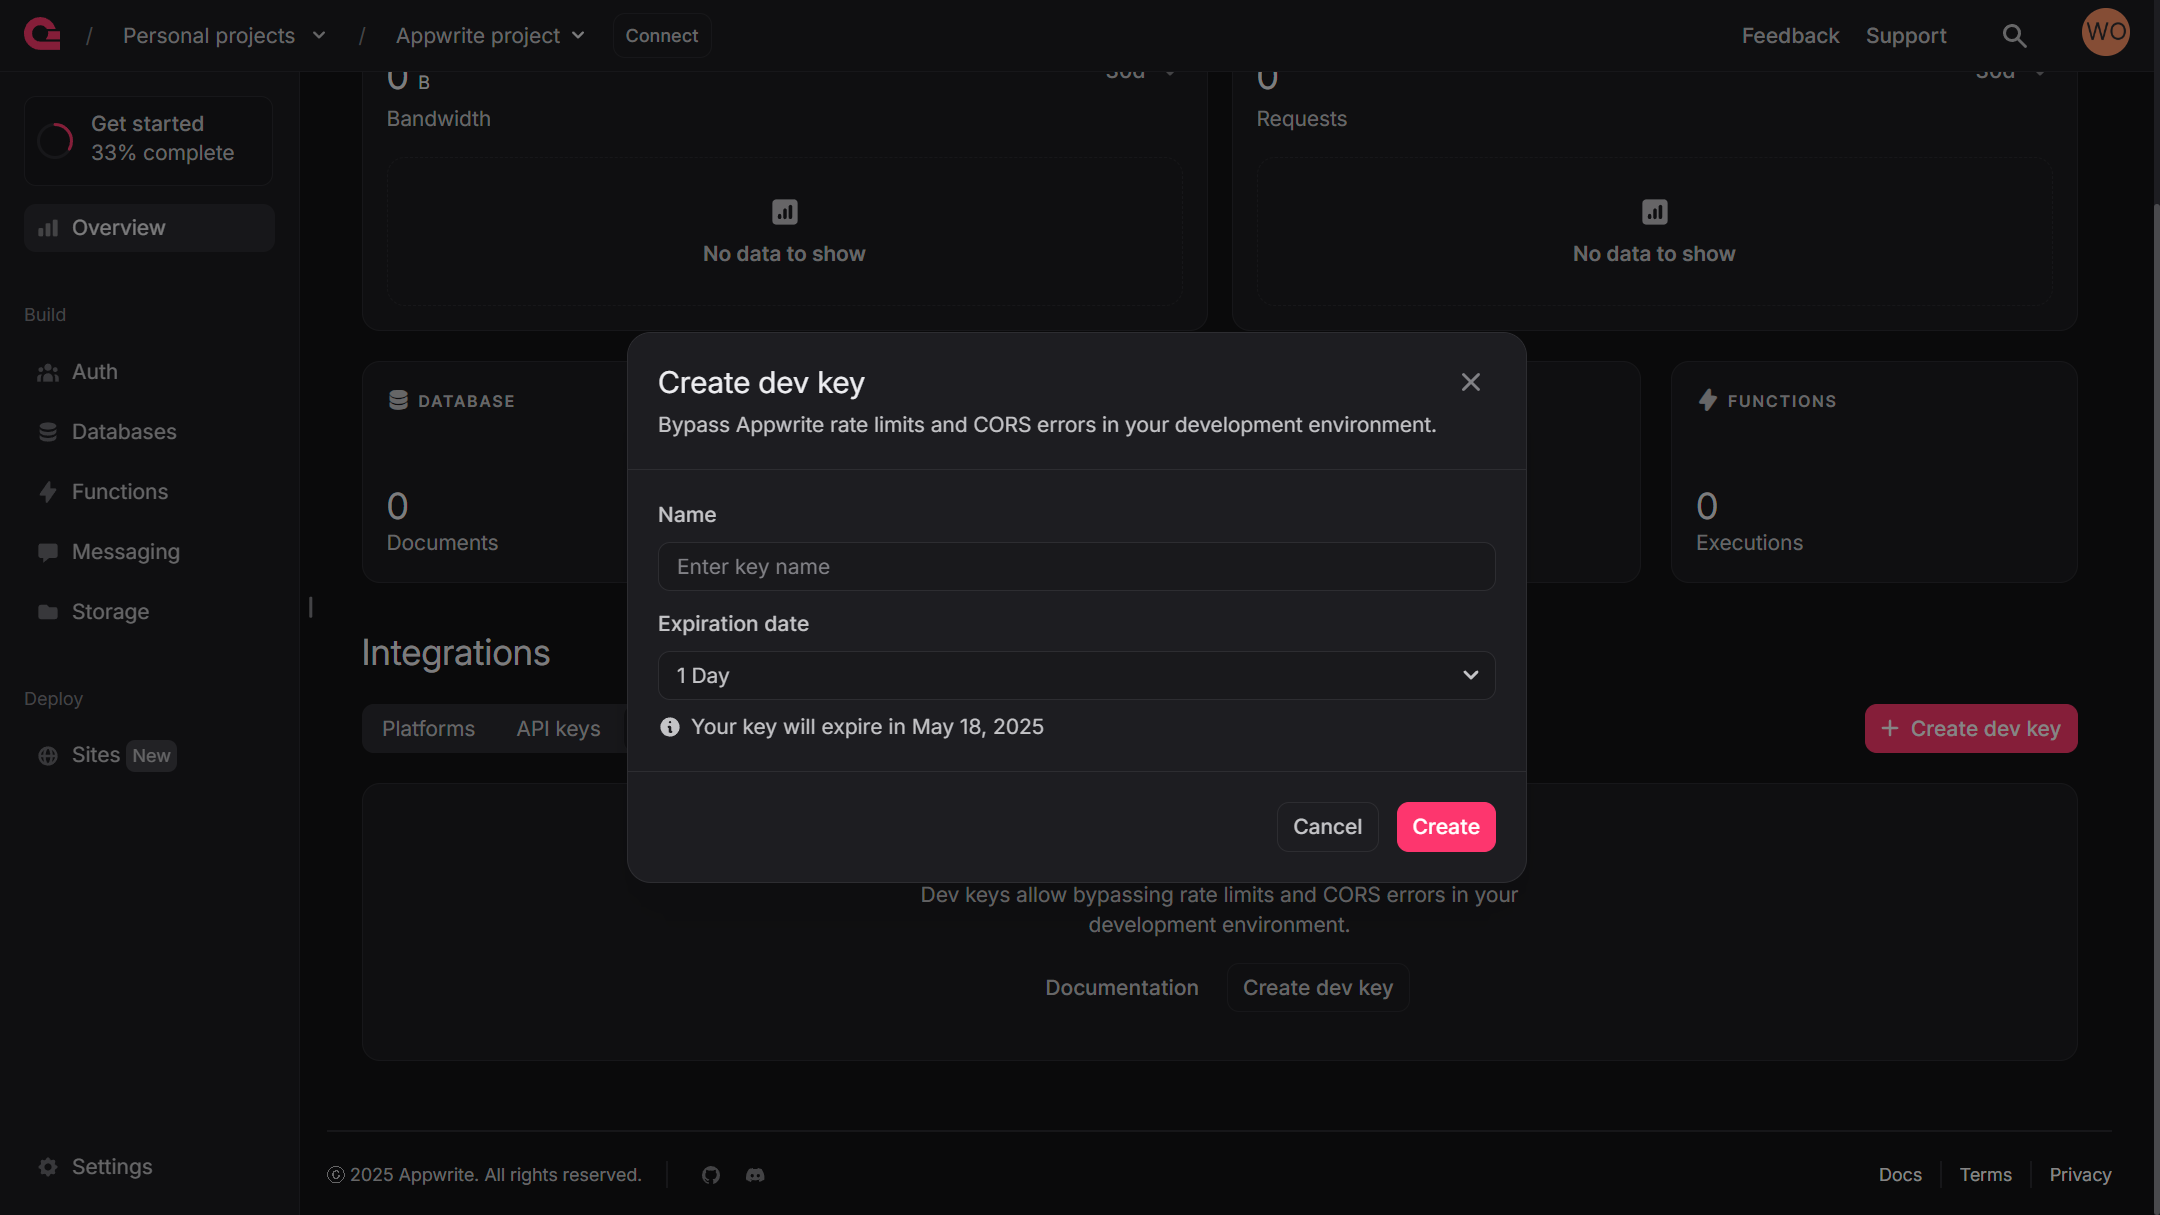 / Personal projects / Appwrite project Connect Feedback Support WO
Get started
33% complete
Overview
Build
Auth
Databases
Functions
Messaging
Storage
Deploy
Sites New
Settings
0 B 30d
Bandwidth
No data to show
0 30d
Requests
No data to show
DATABASE
0
Documents
FUNCTIONS
0
Executions
Integrations
Platforms API keys
+ Create dev key
Create dev key
Bypass Appwrite rate limits and CORS errors in your development environment.
Name
Enter key name
Expiration date
1 Day
Your key will expire in May 18, 2025
Cancel Create
Dev keys allow bypassing rate limits and CORS errors in your
development environment.
Documentation Create dev key
© 2025 Appwrite. All rights reserved.
Docs Terms Privacy